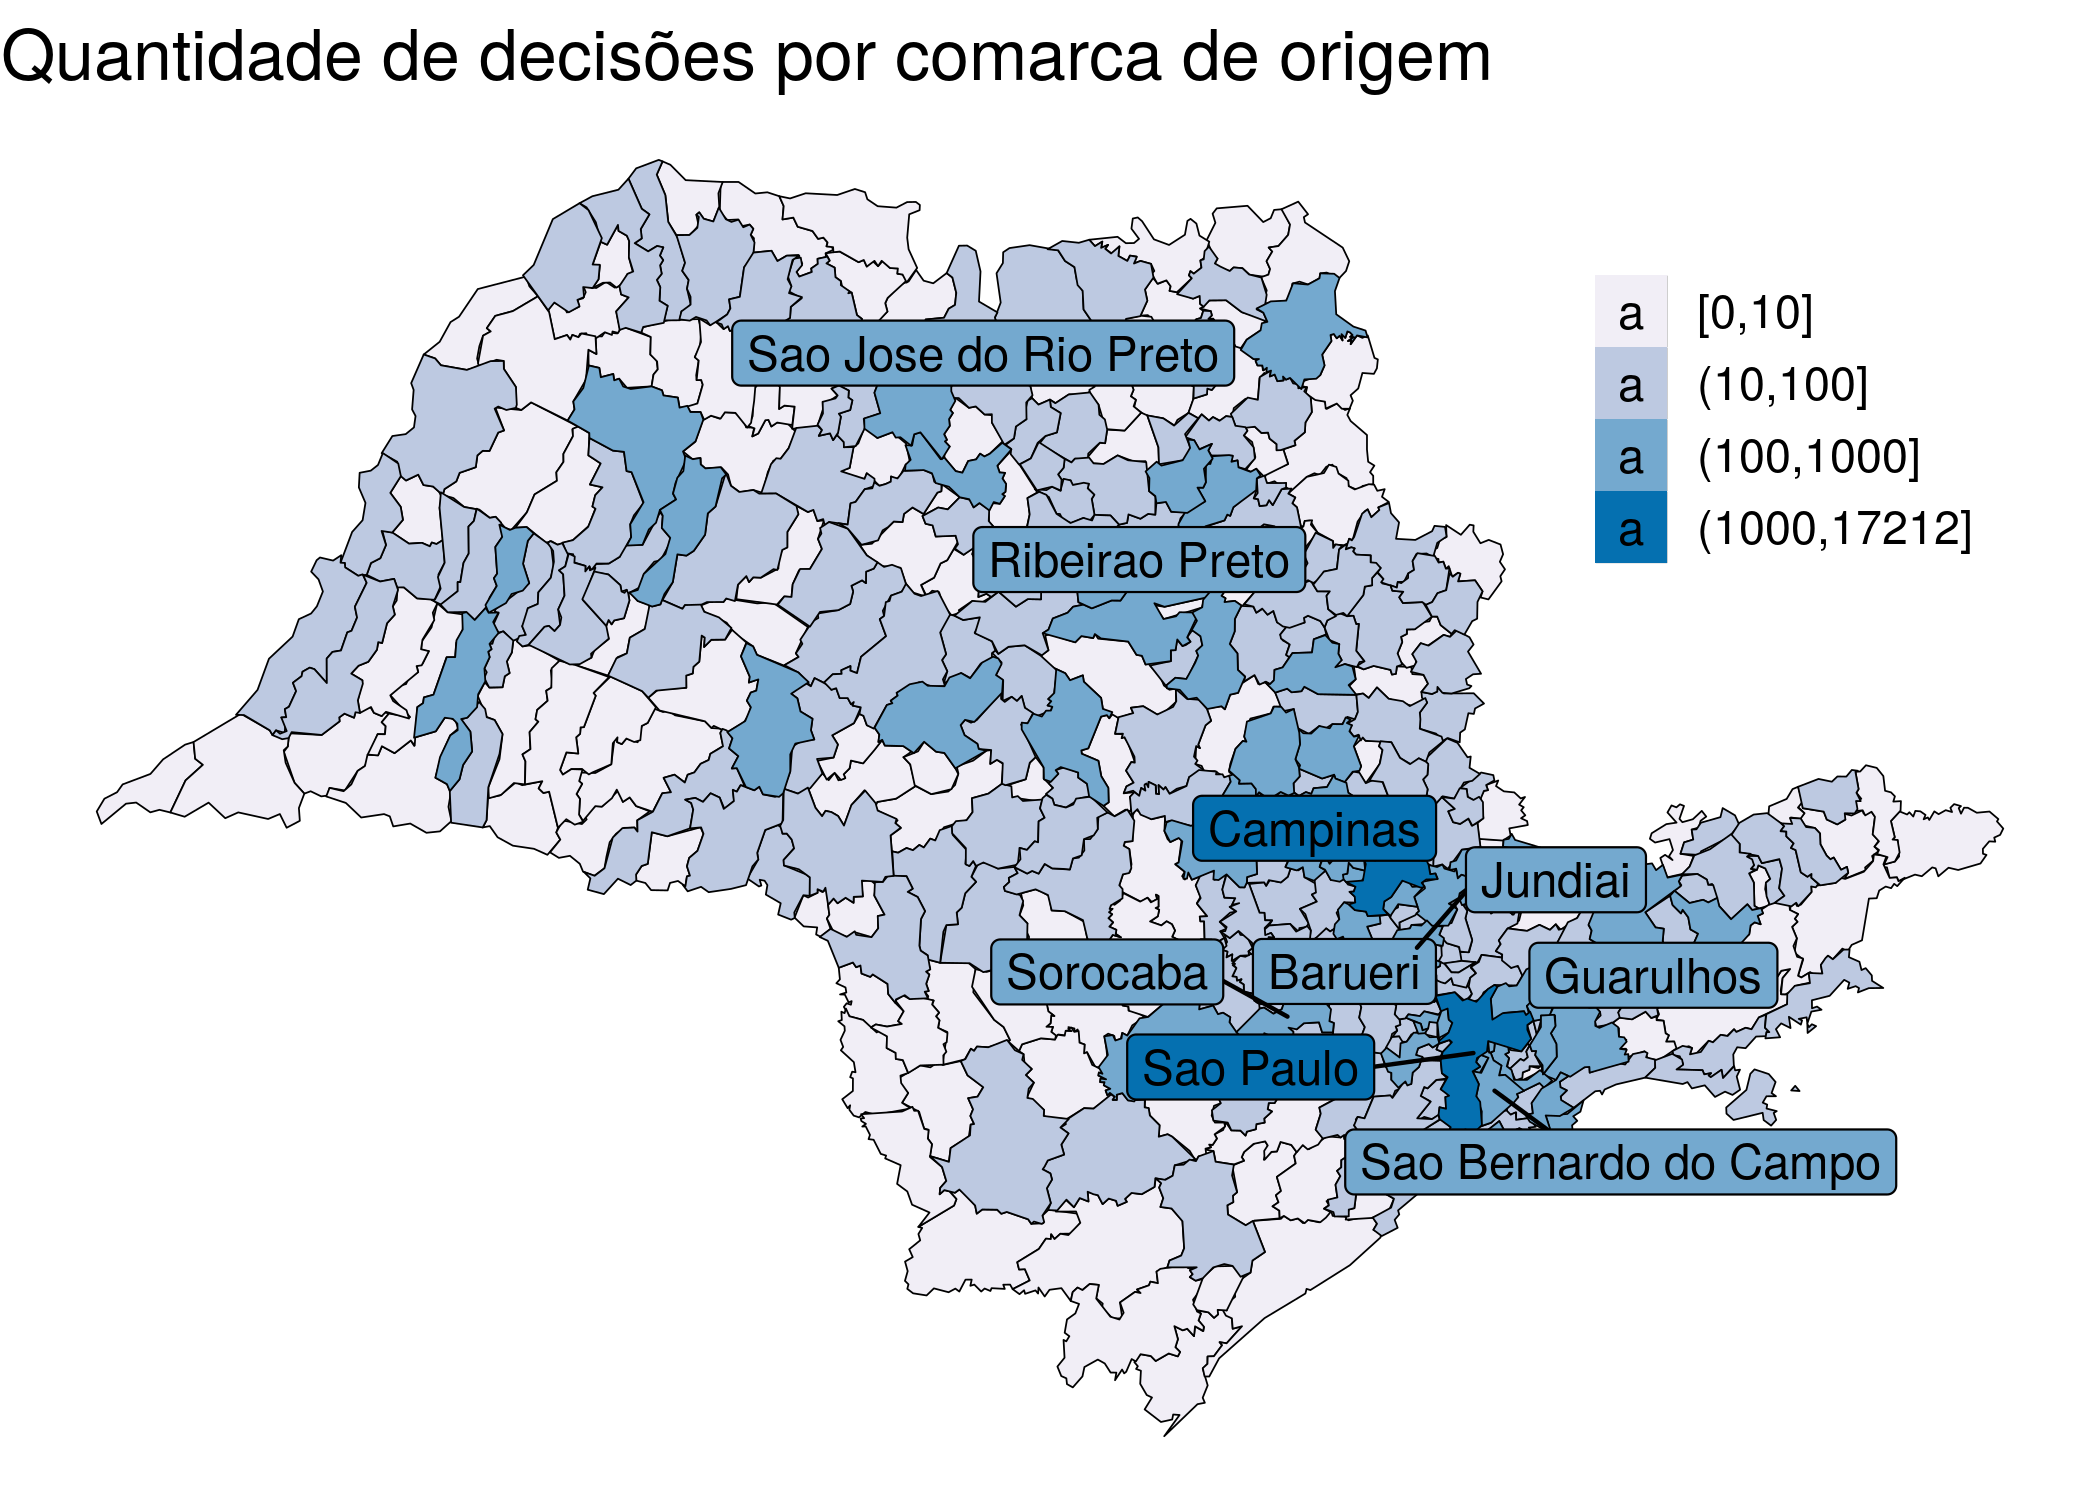 Quantidade de decisões por comarca de origem
a [0,10]
a (10,100]
a (100,1000]
a (1000,17212]
Sao Jose do Rio Preto
Ribeirao Preto
Campinas
Jundiai
Sorocaba
Barueri
Guarulhos
Sao Paulo
Sao Bernardo do Campo